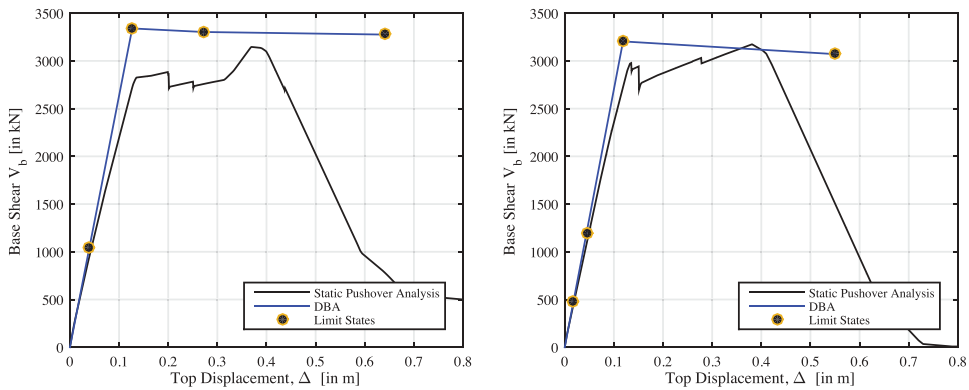 3500
3000
2500
2000
1500
1000
500
0
Base Shear V_b [in kN]
0 0.1 0.2 0.3 0.4 0.5 0.6 0.7 0.8
Top Displacement, Δ [in m]
Static Pushover Analysis
DBA
Limit States
3500
3000
2500
2000
1500
1000
500
0
Base Shear V_b [in kN]
0 0.1 0.2 0.3 0.4 0.5 0.6 0.7 0.8
Top Displacement, Δ [in m]
Static Pushover Analysis
DBA
Limit States